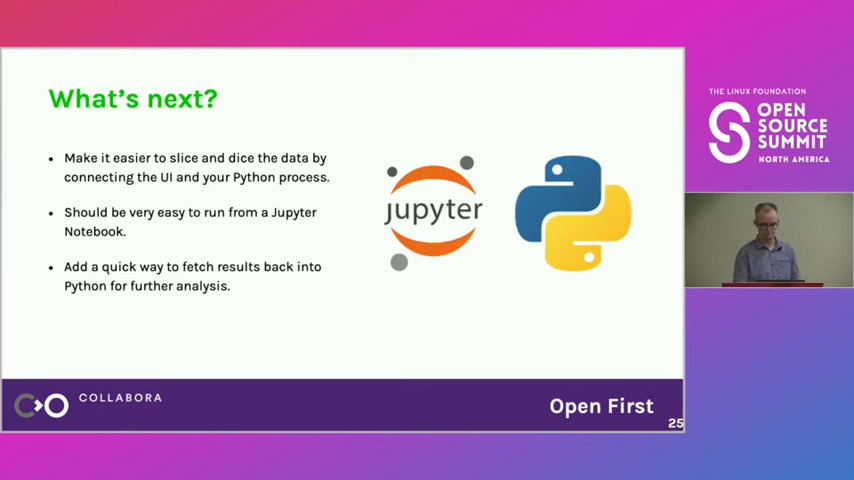 What's next?
• Make it easier to slice and dice the data by
connecting the UI and your Python process.
• Should be very easy to run from a Jupyter
Notebook.
• Add a quick way to fetch results back into
Python for further analysis.
jupyter
COLLABORA
Open First
25
THE LINUX FOUNDATION
OPEN
SOURCE
SUMMIT
NORTH AMERICA